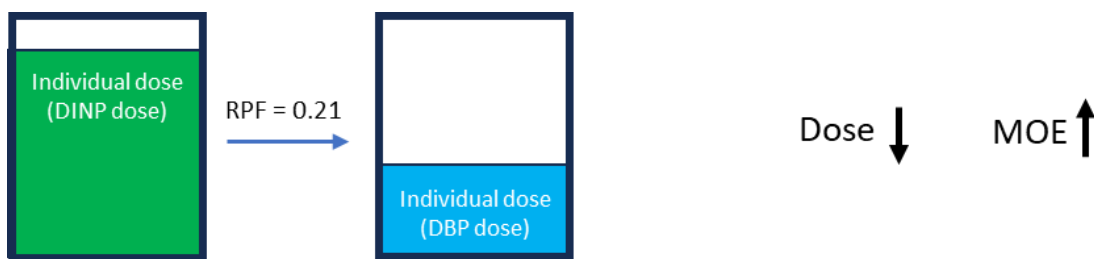 Individual dose
(DINP dose)
RPF = 0.21
Individual dose
(DBP dose)
Dose
MOE